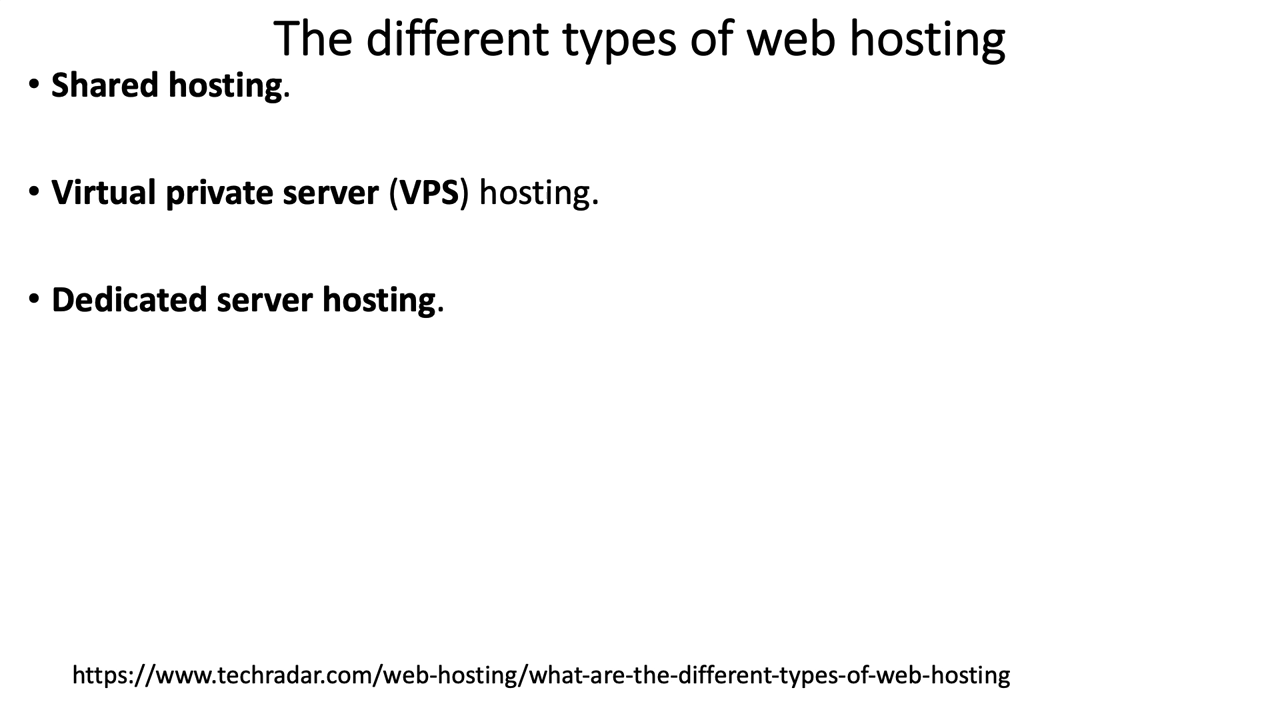 The different types of web hosting
• Shared hosting.
• Virtual private server (VPS) hosting.
• Dedicated server hosting.
https://www.techradar.com/web-hosting/what-are-the-different-types-of-web-hosting